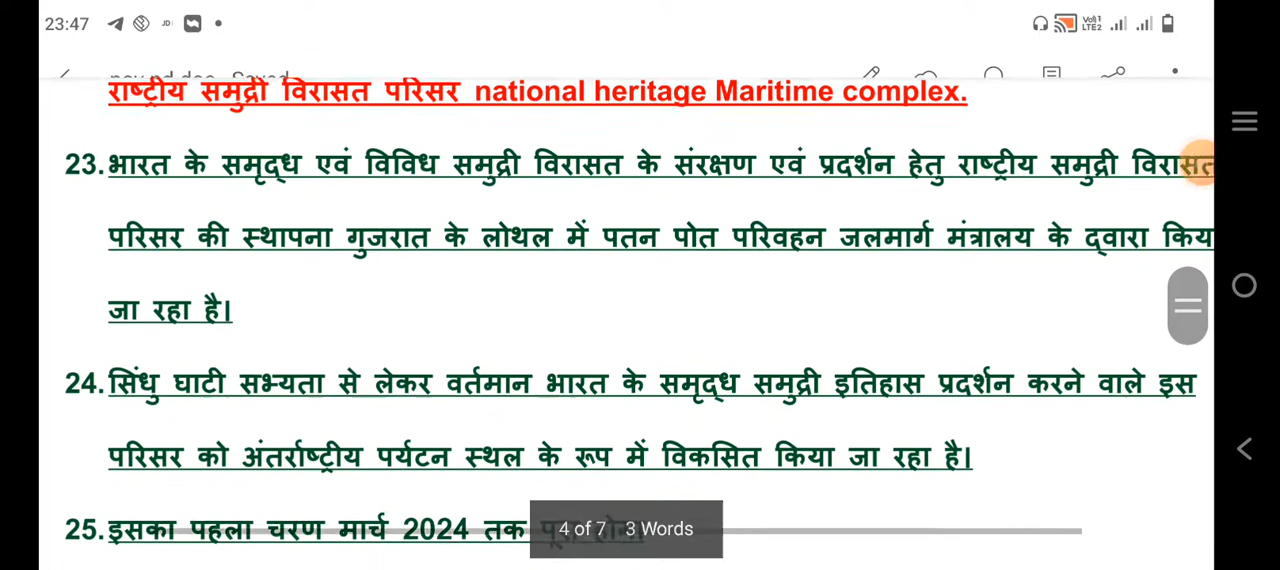 23:47 Vol) 1 LTE2
राष्ट्रीय समुद्री विरासत परिसर national heritage Maritime complex.
23. भारत के समृद्ध एवं विविध समुद्री विरासत के संरक्षण एवं प्रदर्शन हेतु राष्ट्रीय समुद्री विरासत
परिसर की स्थापना गुजरात के लोथल में पतन पोत परिवहन जलमार्ग मंत्रालय के द्वारा किय
जा रहा है।
24. सिंधु घाटी सभ्यता से लेकर वर्तमान भारत के समृद्ध समुद्री इतिहास प्रदर्शन करने वाले इस
परिसर को अंतर्राष्ट्रीय पर्यटन स्थल के रूप में विकसित किया जा रहा है।
25. इसका पहला चरण मार्च 2024 तक
4 of 7 3 Words